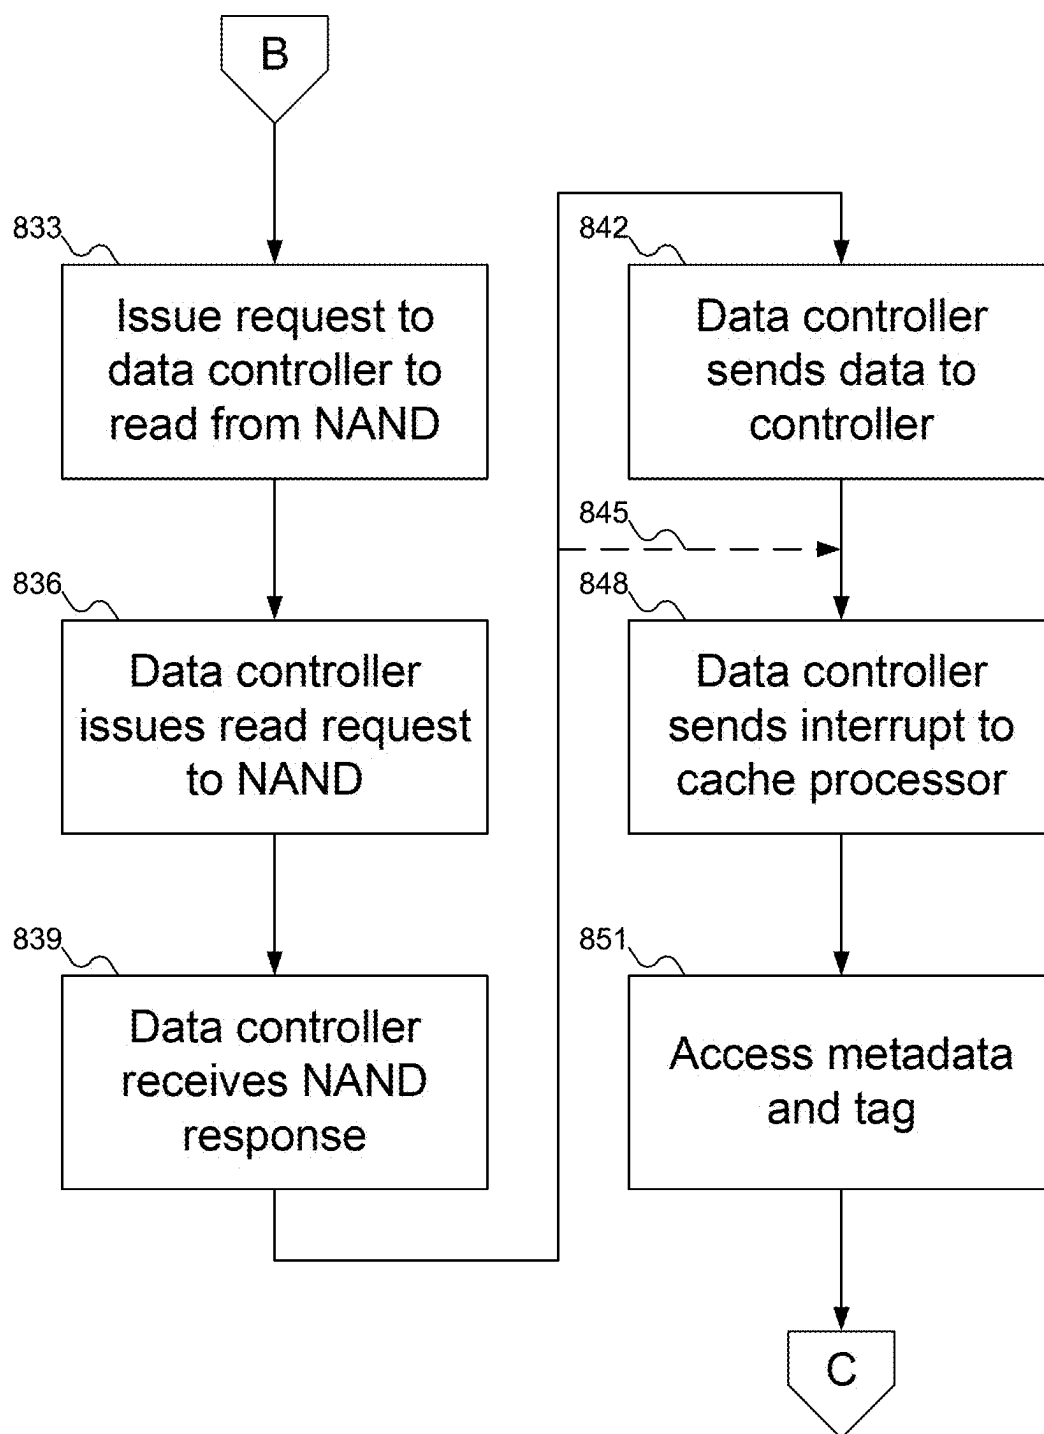 B
833
Issue request to
data controller to
read from NAND
836
Data controller
issues read request
to NAND
839
Data controller
receives NAND
response
842
Data controller
sends data to
controller
845
848
Data controller
sends interrupt to
cache processor
851
Access metadata
and tag
C